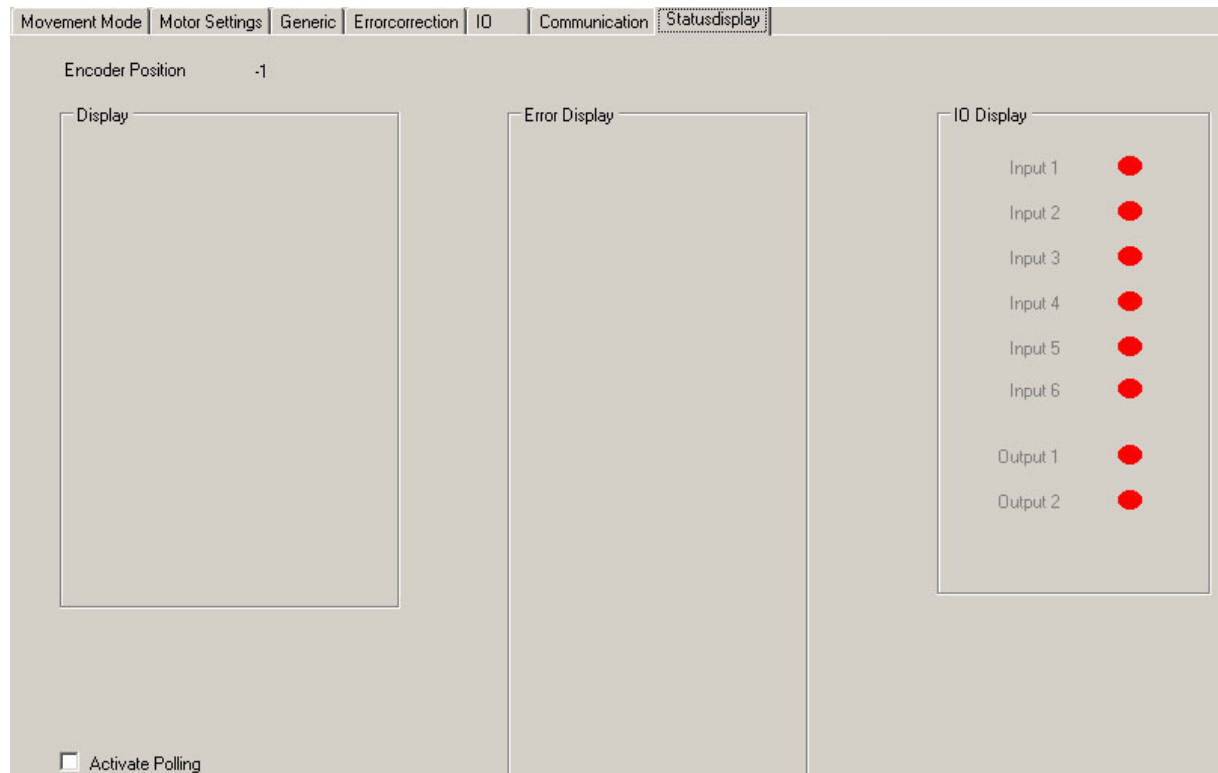 Movement Mode Motor Settings Generic Errorcorrection IO Communication Statusdisplay
Encoder Position -1
Display
Error Display
IO Display
Input 1
Input 2
Input 3
Input 4
Input 5
Input 6
Output 1
Output 2
Activate Polling